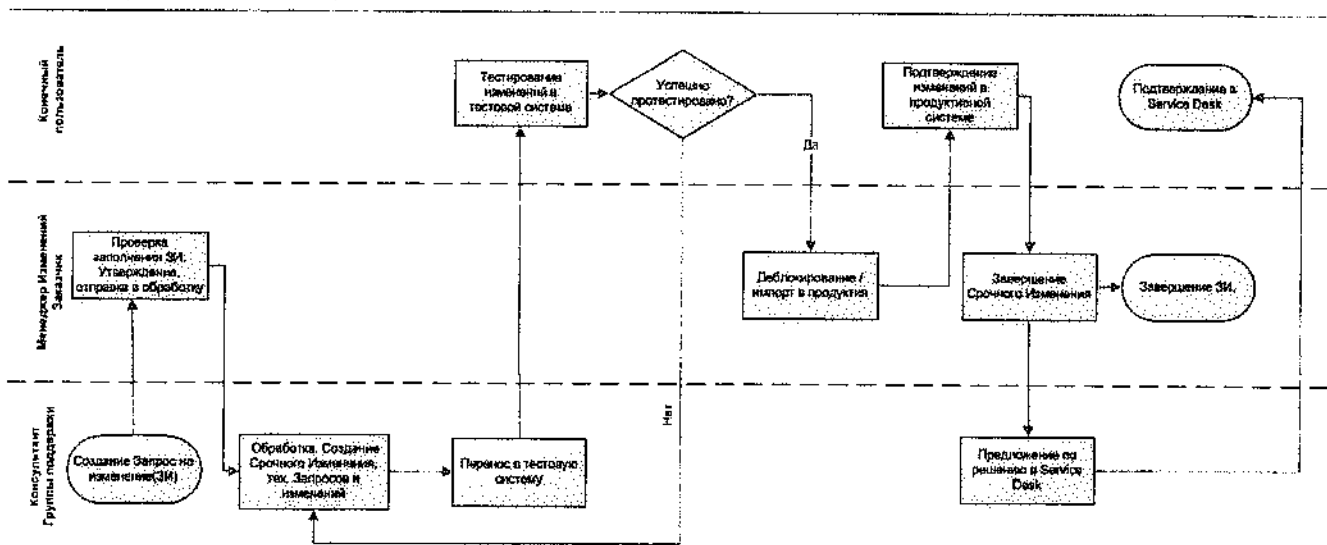 Конечный
пользователь
Тестирование
изменений в
тестовой системе
Успешно
протестировано?
Да
Подтверждение
изменений в
продуктивной
системе
Подтверждение в
Service Desk
Менеджер Изменений
Заказчик
Проверка
заполнения ЗИ.
Утверждение,
отправка в обработку
Деблокирование /
импорт в продуктив
Завершение
Срочного Изменения
Завершение ЗИ.
Консультант
Группы поддержки
Создание Запрос на
изменение(ЗИ)
Обработка. Создание
Срочного Изменения,
тех. Запросов и
изменений
Перенос в тестовую
систему
Нет
Предложение по
решению в Service
Desk